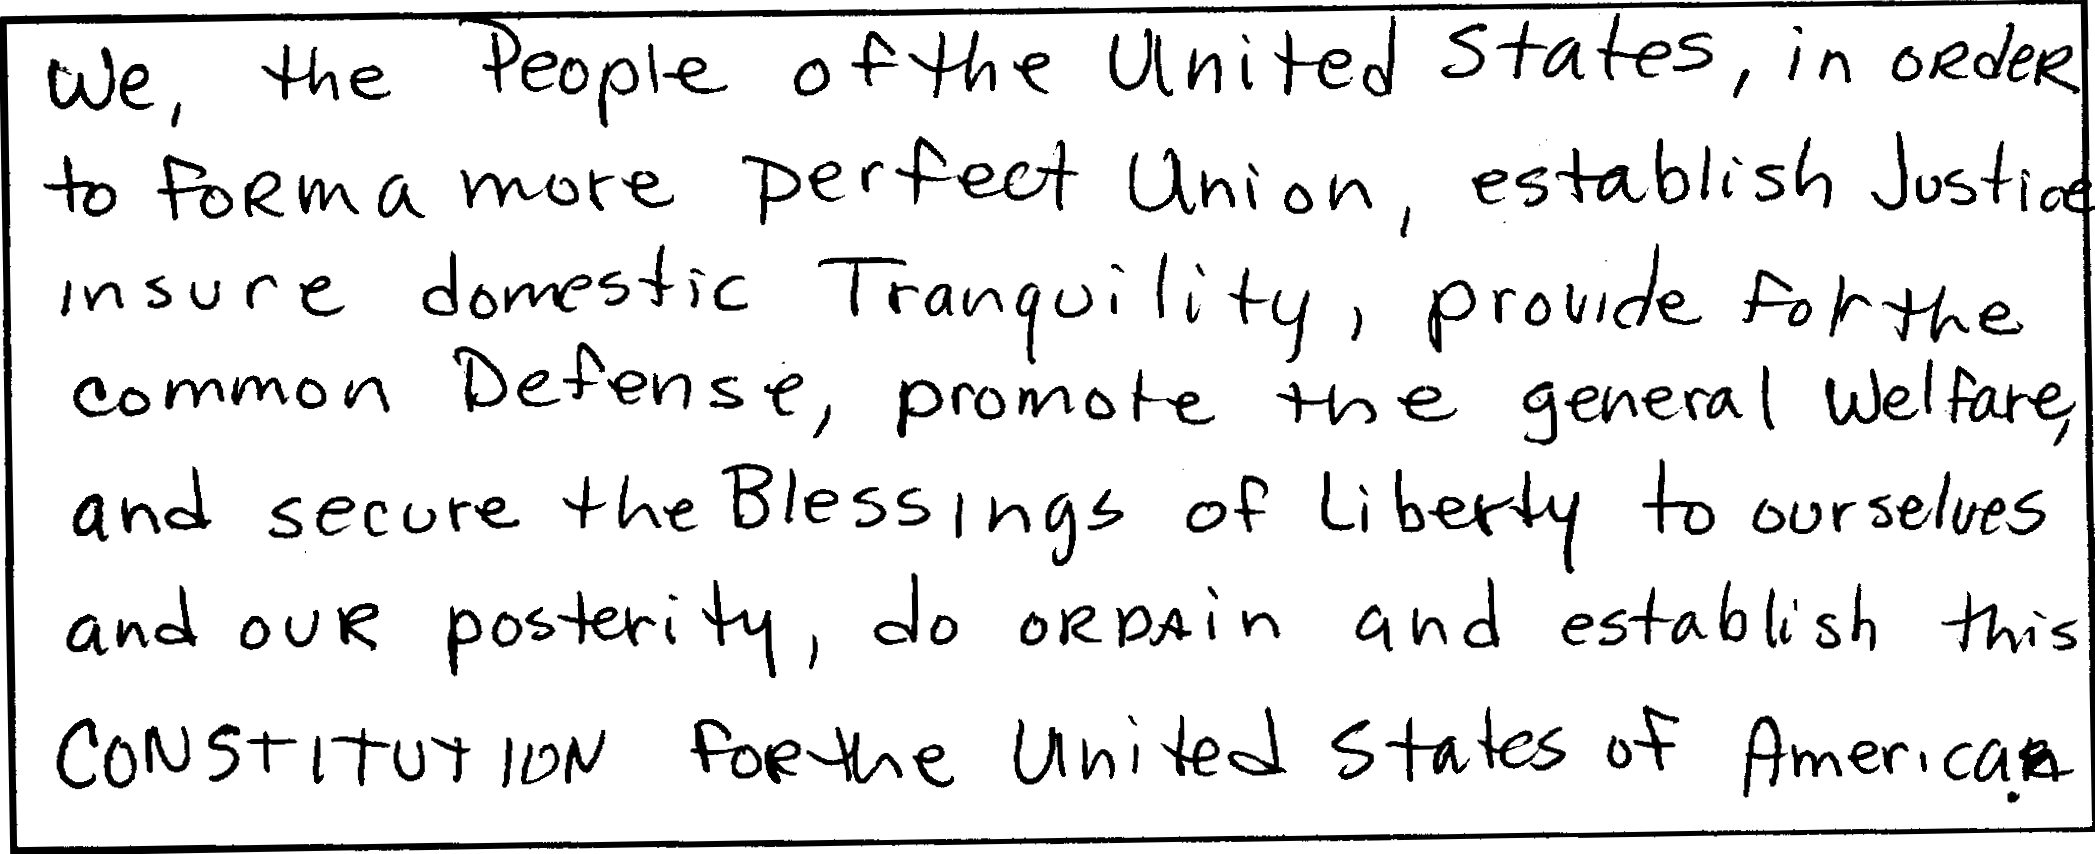 We, the People of the United States, in ORdER
to foRm a more perfect Union, establish Justice
insure domestic Tranquility, provide for the
common Defense, promote the general Welfare,
and secure the Blessings of Liberty to ourselves
and ouR posterity, do oRDAin and establish this
CONSTITUTION foR the United States of America.